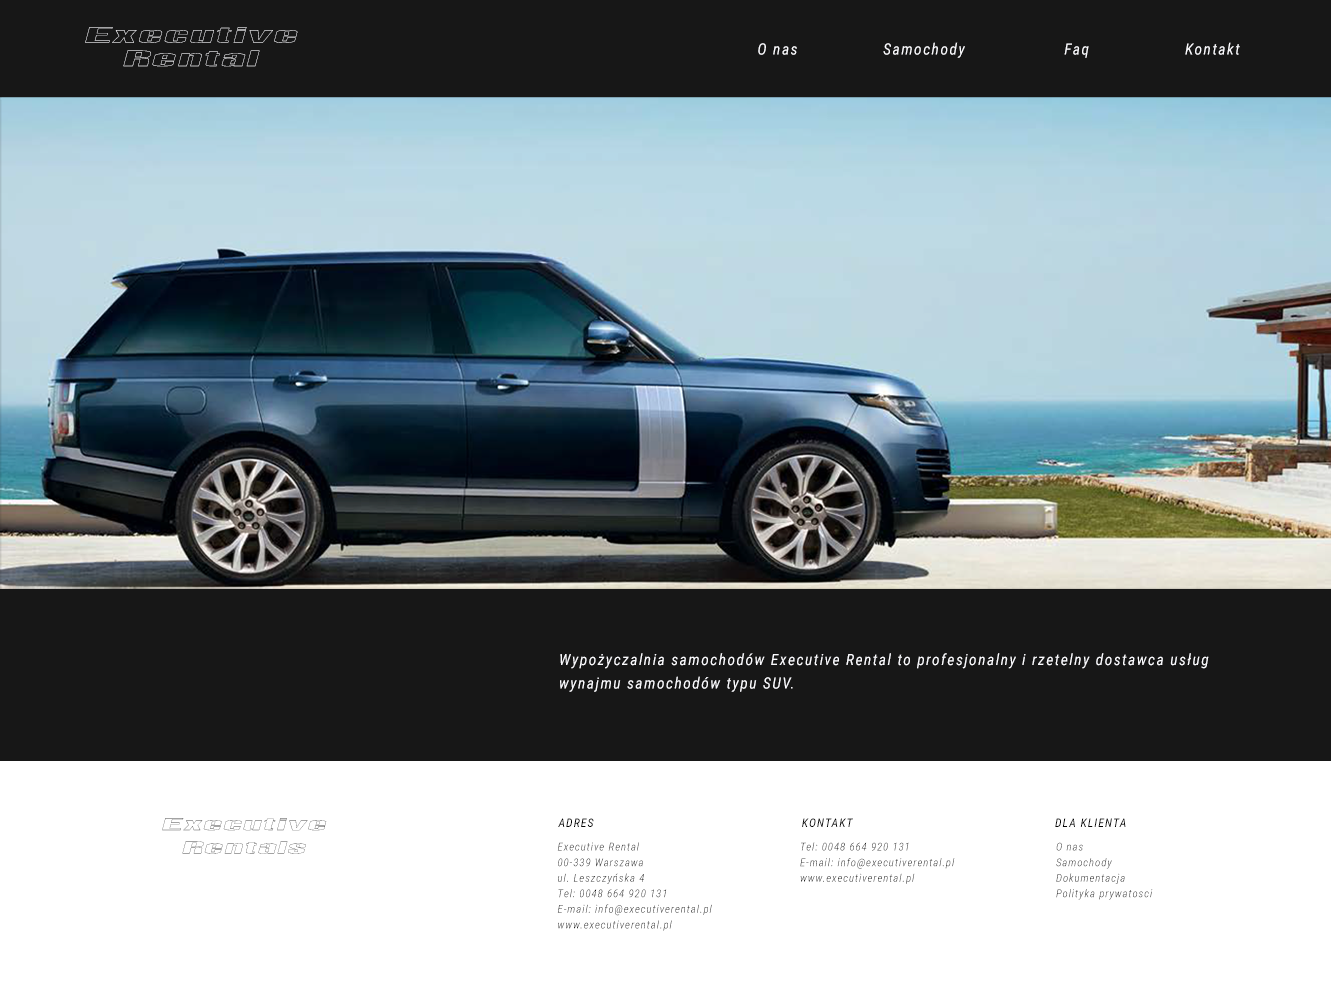 Executive
Rental
O nas
Samochody
Faq
Kontakt
Wypożyczalnia samochodów Executive Rental to profesjonalny i rzetelny dostawca usług
wynajmu samochodów typu SUV.
Executive
Rentals
ADRES
Executive Rental
00-339 Warszawa
ul. Leszczyńska 4
Tel: 0048 664 920 131
E-mail: info@executiverental.pl
www.executiverental.pl
KONTAKT
Tel: 0048 664 920 131
E-mail: info@executiverental.pl
www.executiverental.pl
DLA KLIENTA
O nas
Samochody
Dokumentacja
Polityka prywatosci